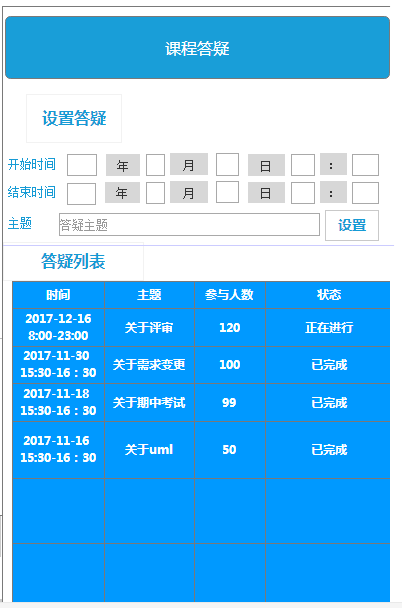 课程答疑
设置答疑
开始时间 年 月 日 :
结束时间 年 月 日 :
主题 答疑主题 设置
答疑列表
时间 主题 参与人数 状态
2017-12-16
8:00-23:00 关于评审 120 正在进行
2017-11-30
15:30-16：30 关于需求变更 100 已完成
2017-11-18
15:30-16：30 关于期中考试 99 已完成
2017-11-16
15:30-16：30 关于uml 50 已完成